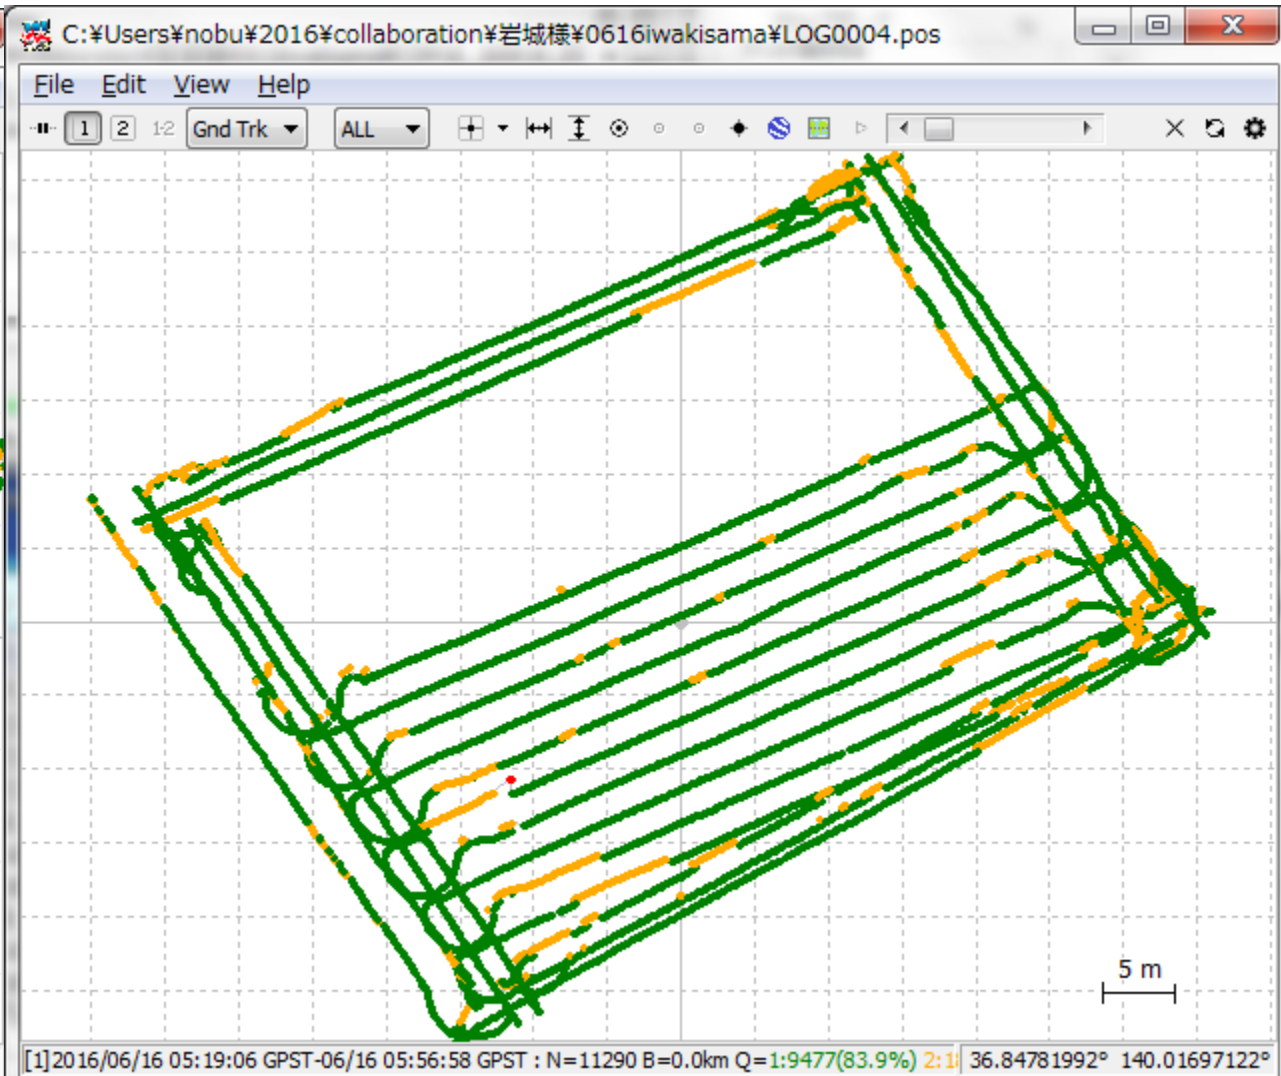 C:¥Users¥nobu¥2016¥collaboration¥岩城様¥0616iwakisama¥LOG0004.pos
File Edit View Help
1 2 1-2 Gnd Trk ALL
5 m
[1]2016/06/16 05:19:06 GPST-06/16 05:56:58 GPST : N=11290 B=0.0km Q=1:9477(83.9%) 2:1 36.84781992° 140.01697122°